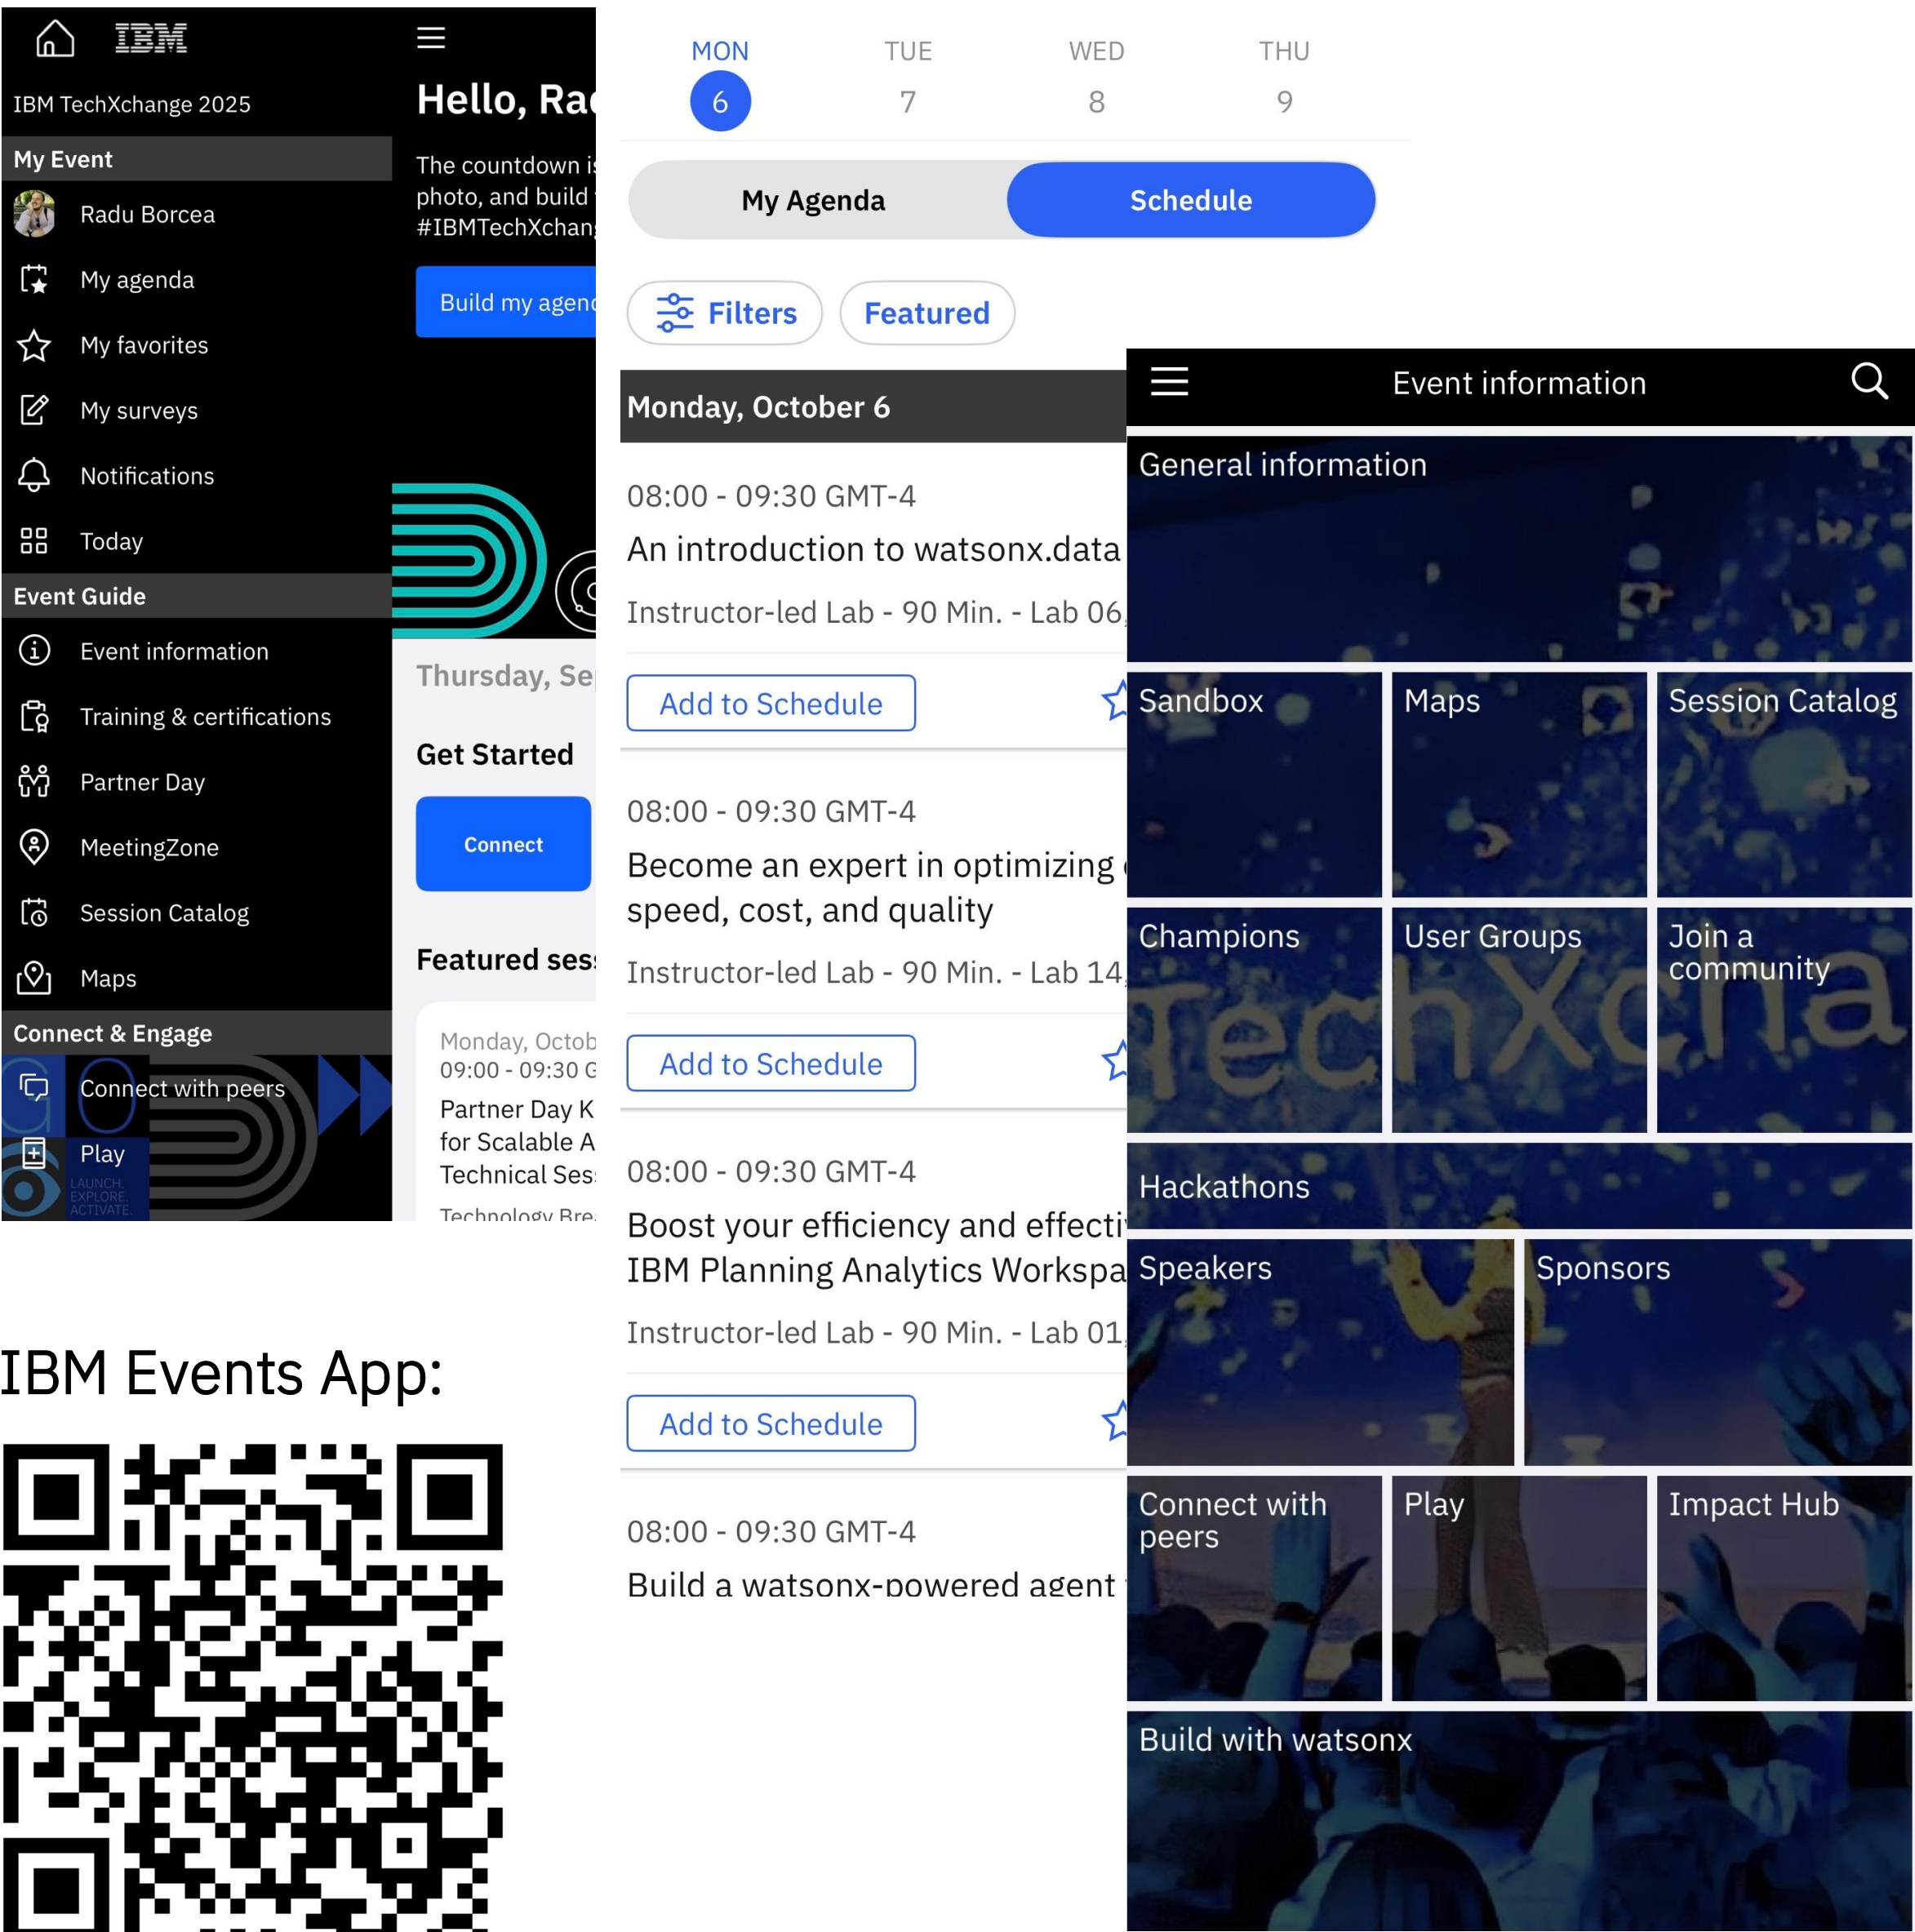 IBM
IBM TechXchange 2025
My Event
Radu Borcea
My agenda
My favorites
My surveys
Notifications
Today
Event Guide
Event information
Training & certifications
Partner Day
MeetingZone
Session Catalog
Maps
Connect & Engage
Connect with peers
Play
LAUNCH.
EXPLORE.
ACTIVATE.
Hello,
The countdown
photo, and build
Build my
Thursday,
Get Started
Connect
Featured
Monday,
09:00 - 09:30
Partner Day
for Scalable
Technical
Technology
IBM Events App:
MON TUE WED THU
6 7 8 9
My Agenda Schedule
Filters Featured
Monday, October 6
08:00 - 09:30 GMT-4
An introduction to watsonx.data
Instructor-led Lab - 90 Min. - Lab 06,
Add to Schedule
08:00 - 09:30 GMT-4
Become an expert in optimizing
speed, cost, and quality
Instructor-led Lab - 90 Min. - Lab 14,
Add to Schedule
08:00 - 09:30 GMT-4
Boost your efficiency and
IBM Planning Analytics
Instructor-led Lab - 90 Min. - Lab 01,
Add to Schedule
08:00 - 09:30 GMT-4
Build a watsonx-powered agent
Event information
General information
Sandbox
Maps
Session Catalog
Champions
User Groups
Join a
community
TechXcha
Hackathons
Speakers
Sponsors
Connect with
peers
Play
Impact Hub
Build with watsonx